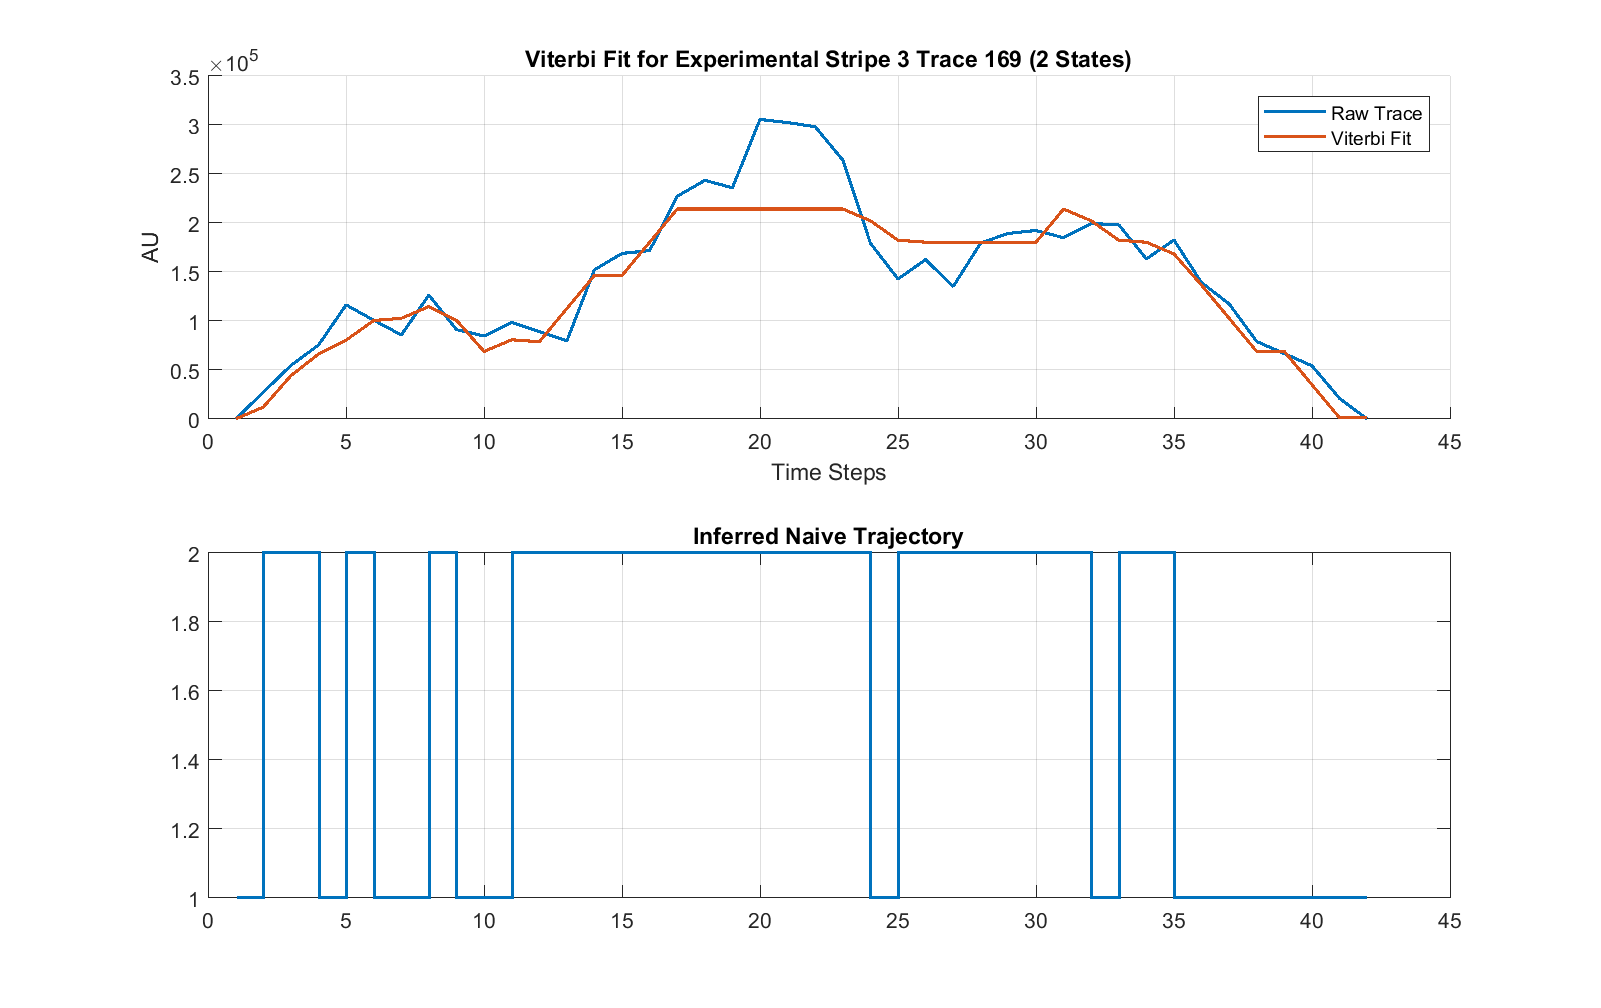 Viterbi Fit for Experimental Stripe 3 Trace 169 (2 States)
×10^5
3.5
3
2.5
2
1.5
1
0.5
0
AU
Raw Trace
Viterbi Fit
0 5 10 15 20 25 30 35 40 45
Time Steps
Inferred Naive Trajectory
2
1.8
1.6
1.4
1.2
1
0 5 10 15 20 25 30 35 40 45